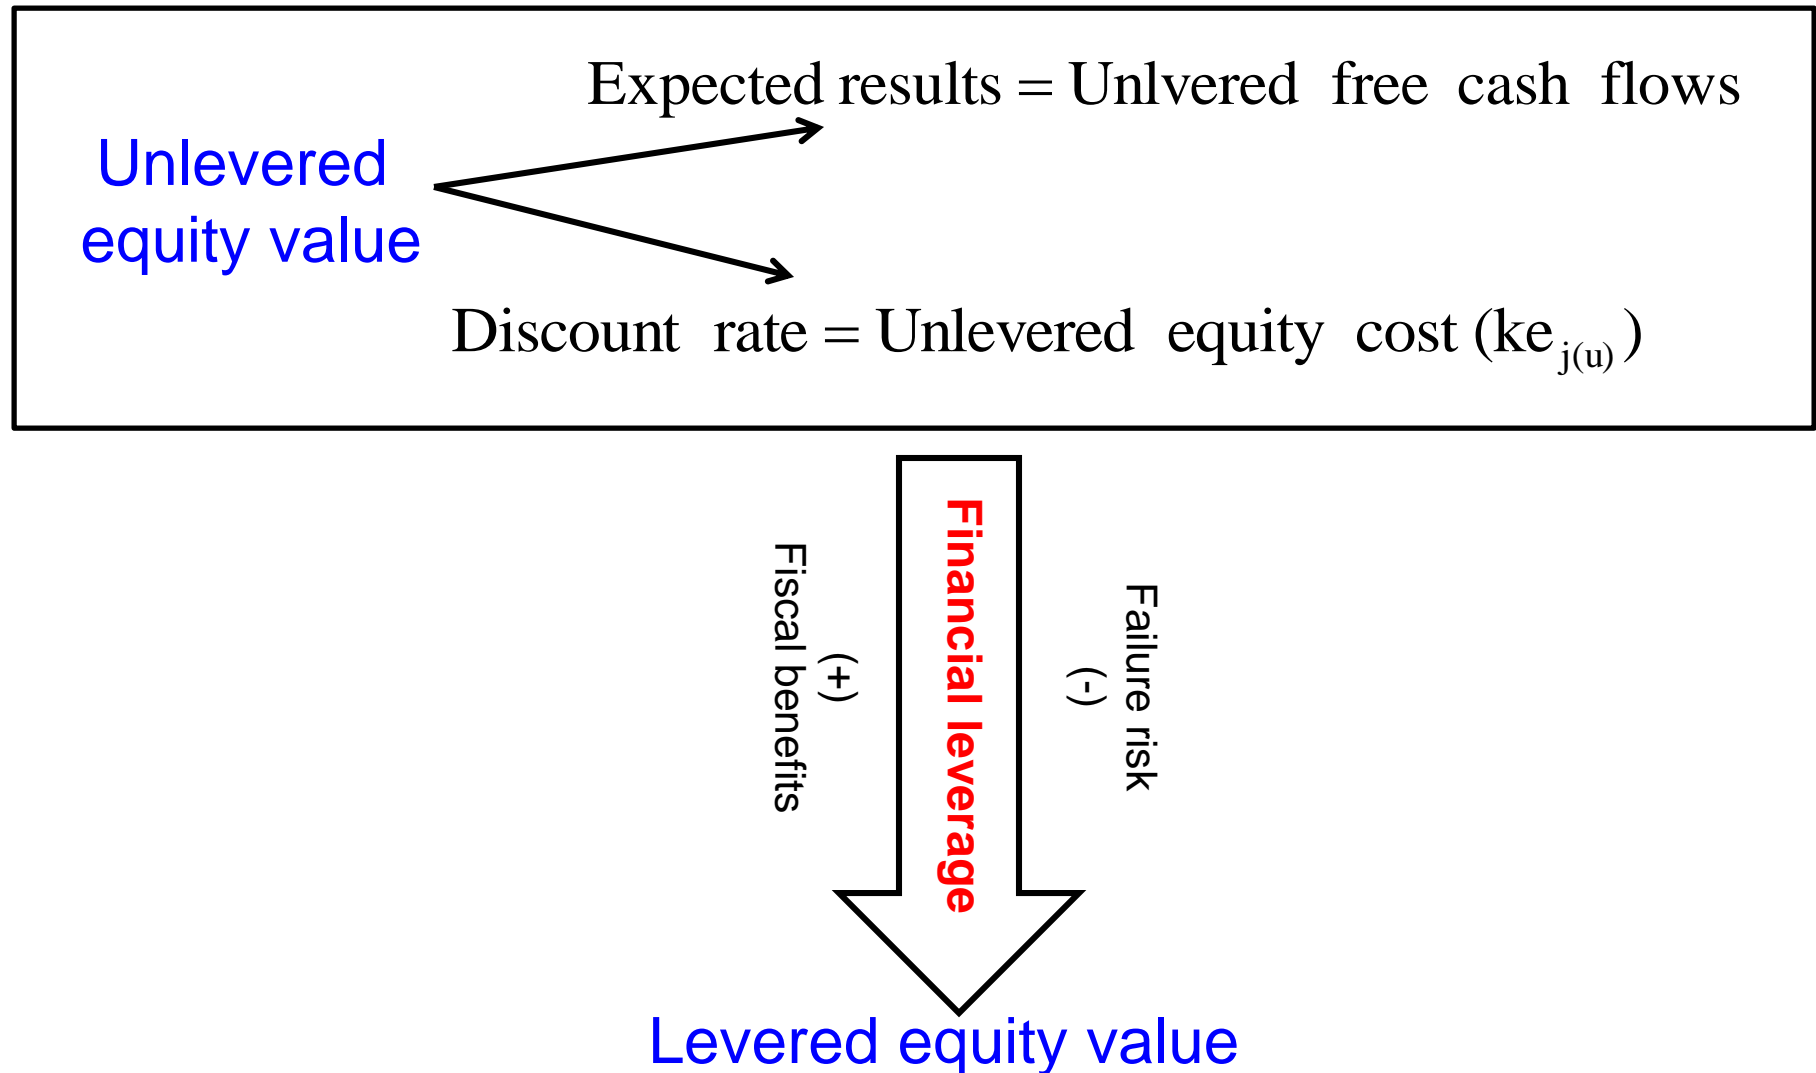 Expected results = Unlvered free cash flows
Unlevered
equity value
Discount rate = Unlevered equity cost (ke j(u))
Fiscal benefits
(+)
Financial leverage
Failure risk
(-)
Levered equity value